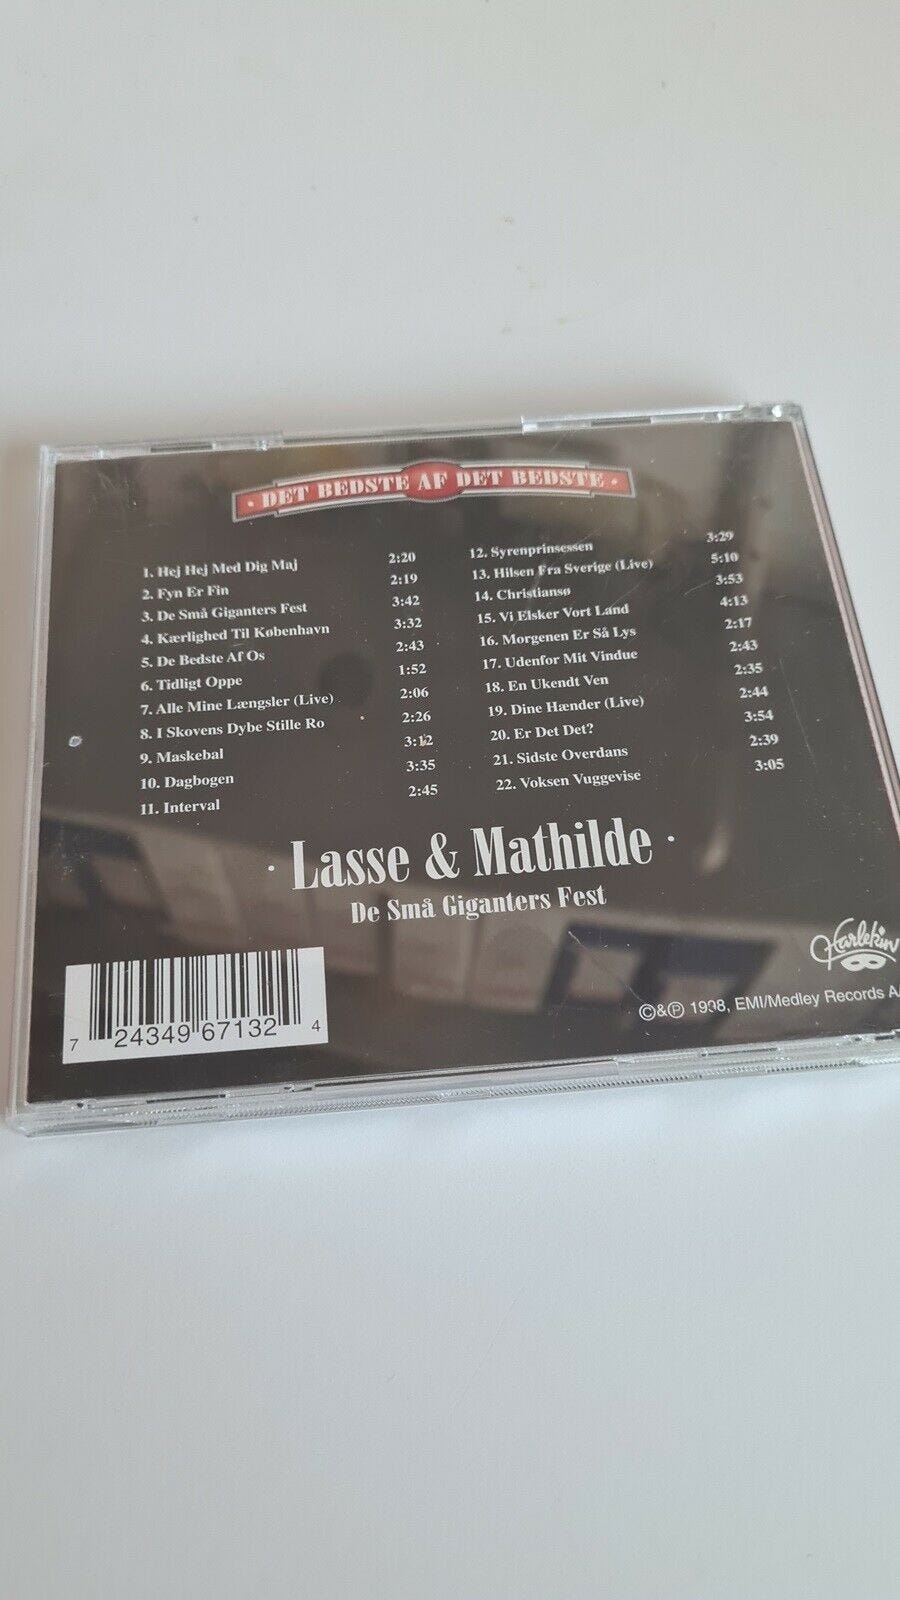 · DET BEDSTE AF DET BEDSTE ·
1. Hej Hej Med Dig Maj 2:20
2. Fyn Er Fin 2:19
3. De Små Giganters Fest 3:42
4. Kærlighed Til København 3:32
5. De Bedste Af Os 2:43
6. Tidligt Oppe 1:52
7. Alle Mine Længsler (Live) 2:06
8. I Skovens Dybe Stille Ro 2:26
9. Maskebal 3:12
10. Dagbogen 3:35
11. Interval 2:45
12. Syrenprinsessen 3:29
13. Hilsen Fra Sverige (Live) 5:10
14. Christiansø 3:53
15. Vi Elsker Vort Land 4:13
16. Morgenen Er Så Lys 2:17
17. Udenfor Mit Vindue 2:43
18. En Ukendt Ven 2:35
19. Dine Hænder (Live) 2:44
20. Er Det Det? 3:54
21. Sidste Overdans 2:39
22. Voksen Vuggevise 3:05
· Lasse & Mathilde ·
De Små Giganters Fest
Harlekin
©&℗ 1998, EMI/Medley Records A/
7 24349 67132 4